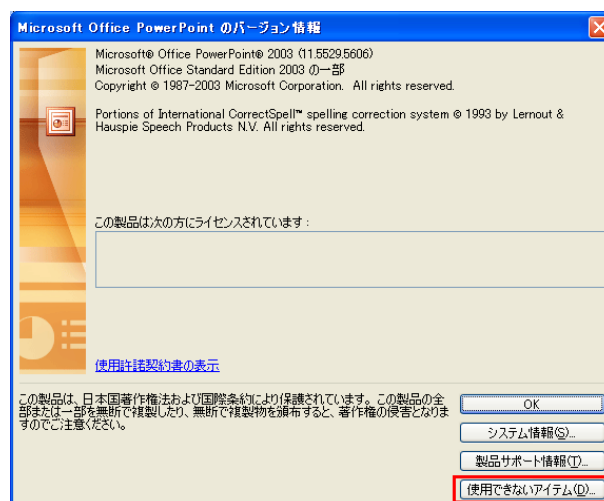 Microsoft Office PowerPoint のバージョン情報
Microsoft® Office PowerPoint® 2003 (11.5529.5606)
Microsoft Office Standard Edition 2003 の一部
Copyright © 1987-2003 Microsoft Corporation.  All rights reserved.
Portions of International CorrectSpell™ spelling correction system © 1993 by Lernout &
Hauspie Speech Products N.V. All rights reserved.
この製品は次の方にライセンスされています :
使用許諾契約書の表示
この製品は、日本国著作権法および国際条約により保護されています。この製品の全
部または一部を無断で複製したり、無断で複製物を頒布すると、著作権の侵害となりま
すのでご注意ください。
OK
システム情報(S)...
製品サポート情報(T)...
使用できないアイテム(D)...